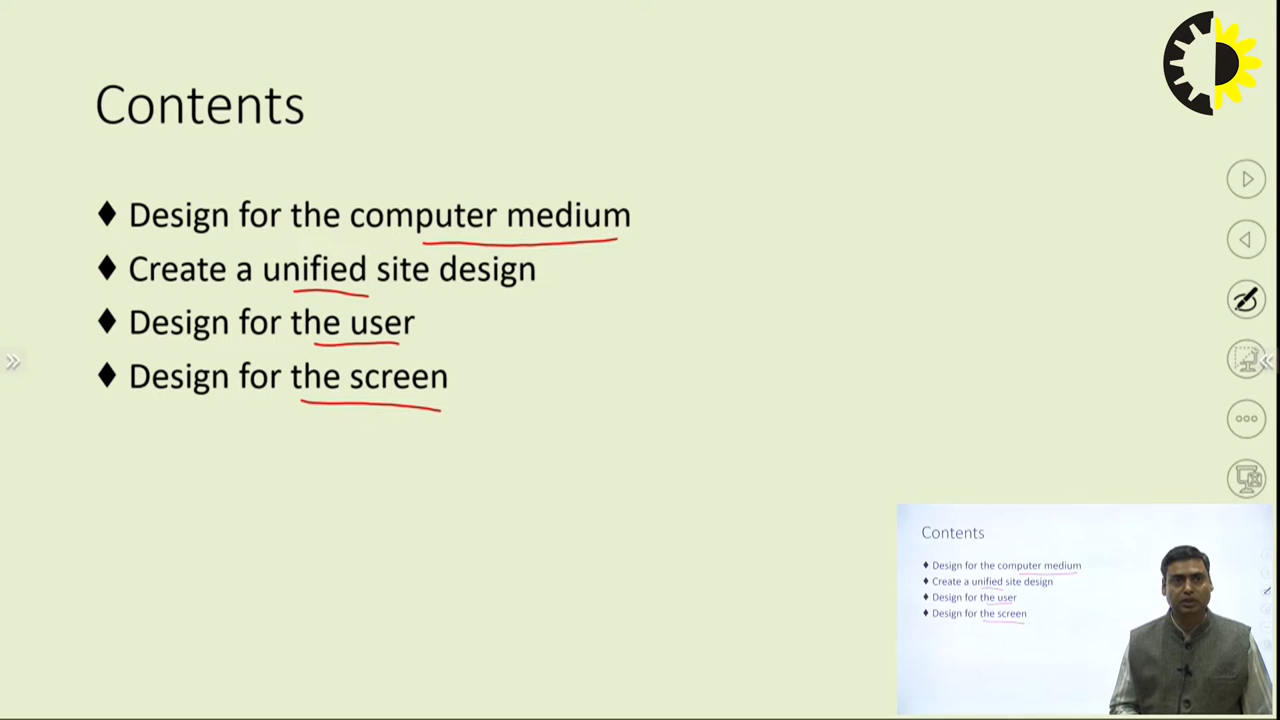 Contents
♦ Design for the computer medium
♦ Create a unified site design
♦ Design for the user
♦ Design for the screen
Contents
♦ Design for the computer medium
♦ Create a unified site design
♦ Design for the user
♦ Design for the screen